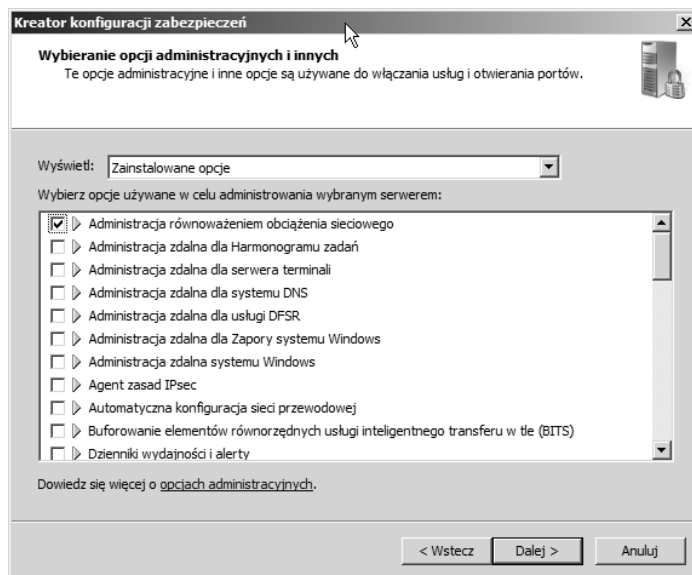 Kreator konfiguracji zabezpieczeń
Wybieranie opcji administracyjnych i innych
Te opcje administracyjne i inne opcje są używane do włączania usług i otwierania portów.
Wyświetl: Zainstalowane opcje
Wybierz opcje używane w celu administrowania wybranym serwerem:
Administracja równoważeniem obciążenia sieciowego
Administracja zdalna dla Harmonogramu zadań
Administracja zdalna dla serwera terminali
Administracja zdalna dla systemu DNS
Administracja zdalna dla usługi DFSR
Administracja zdalna dla Zapory systemu Windows
Administracja zdalna systemu Windows
Agent zasad IPsec
Automatyczna konfiguracja sieci przewodowej
Buforowanie elementów równorzędnych usługi inteligentnego transferu w tle (BITS)
Dzienniki wydajności i alerty
Dowiedz się więcej o opcjach administracyjnych.
< Wstecz Dalej > Anuluj